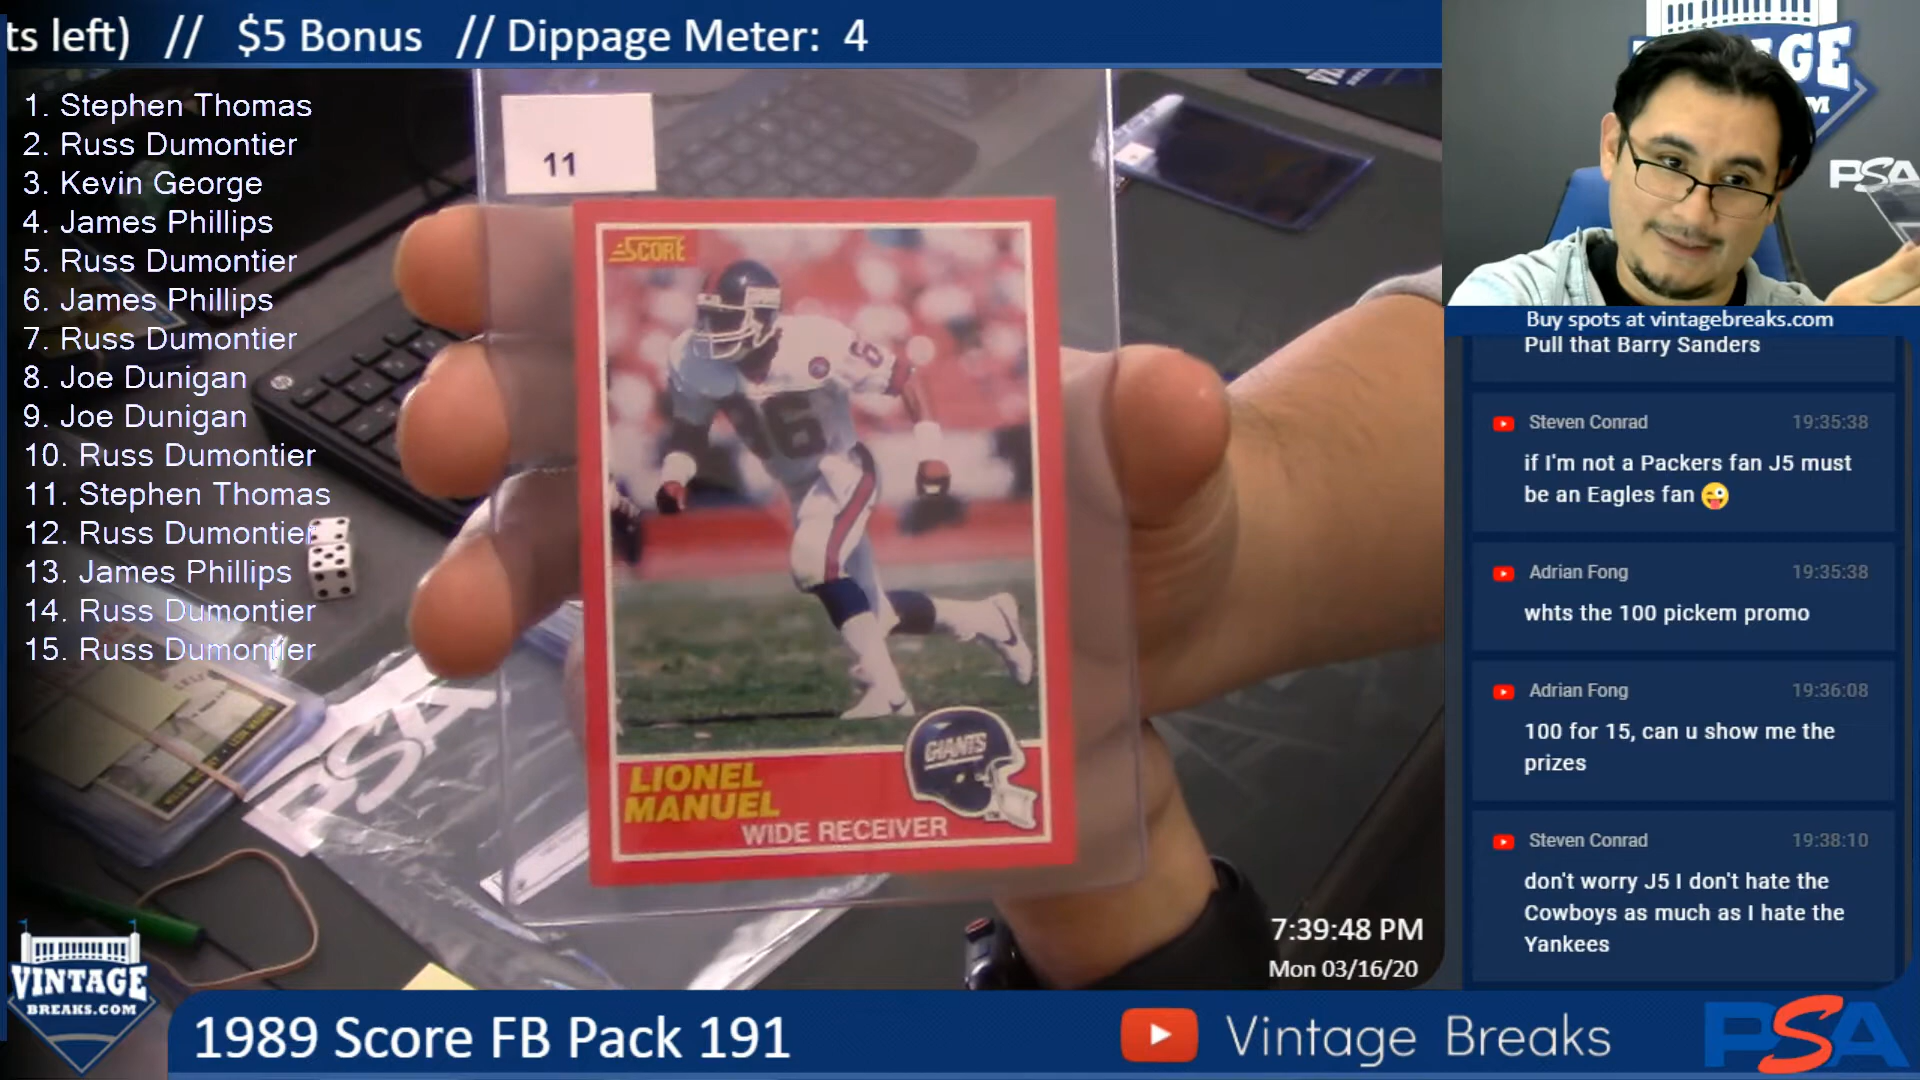 ts left) // $5 Bonus // Dippage Meter: 4
1. Stephen Thomas
2. Russ Dumontier
3. Kevin George
4. James Phillips
5. Russ Dumontier
6. James Phillips
7. Russ Dumontier
8. Joe Dunigan
9. Joe Dunigan
10. Russ Dumontier
11. Stephen Thomas
12. Russ Dumontier
13. James Phillips
14. Russ Dumontier
15. Russ Dumontier
11
SCORE
96
6
GIANTS
LIONEL
MANUEL
WIDE RECEIVER
PSA
7:39:48 PM
Mon 03/16/20
PSA
Buy spots at vintagebreaks.com
Pull that Barry Sanders
Steven Conrad 19:35:38
if I'm not a Packers fan J5 must
be an Eagles fan 😜
Adrian Fong 19:35:38
whts the 100 pickem promo
Adrian Fong 19:36:08
100 for 15, can u show me the
prizes
Steven Conrad 19:38:10
don't worry J5 I don't hate the
Cowboys as much as I hate the
Yankees
VINTAGE
BREAKS.COM
1989 Score FB Pack 191
Vintage Breaks
PSA